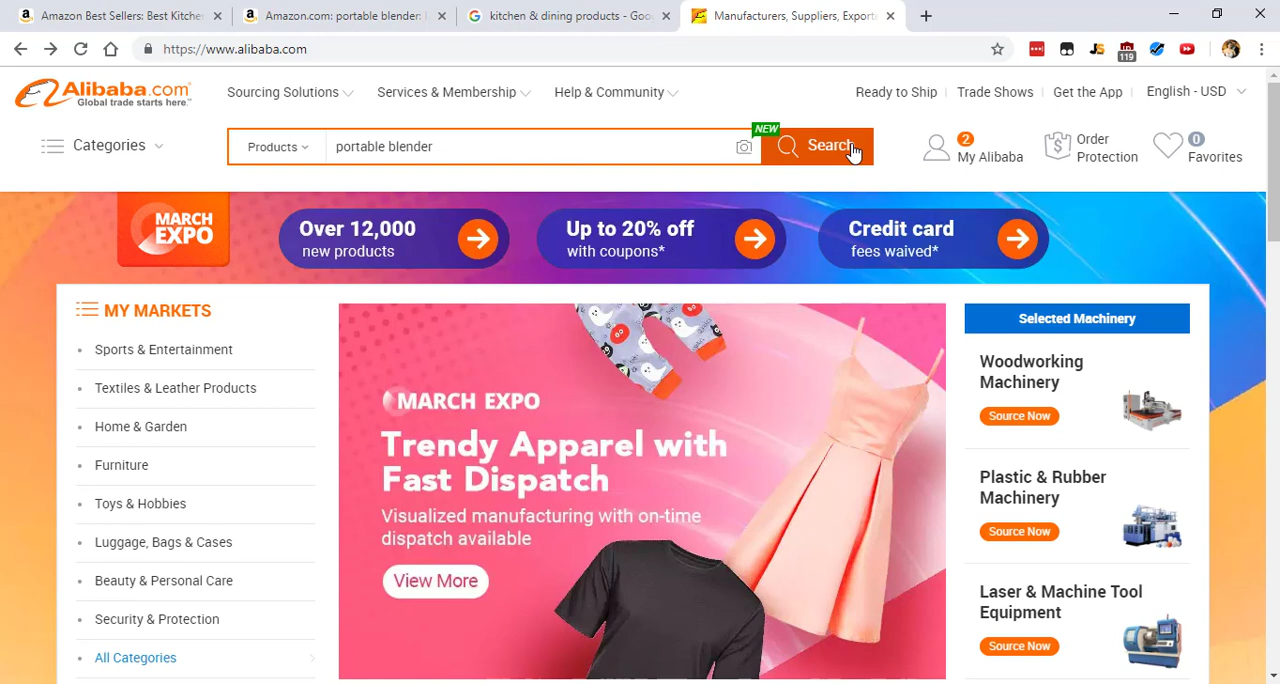 Amazon Best Sellers: Best Kitchen
Amazon.com: portable blender:
kitchen & dining products - Goo
Manufacturers, Suppliers, Exporte
https://www.alibaba.com
119
Alibaba.com
Global trade starts here.™
Sourcing Solutions
Services & Membership
Help & Community
Ready to Ship
Trade Shows
Get the App
English - USD
Categories
Products
portable blender
NEW
Search
2
My Alibaba
Order
Protection
0
Favorites
MARCH
EXPO
Over 12,000
new products
Up to 20% off
with coupons*
Credit card
fees waived*
MY MARKETS
Sports & Entertainment
Textiles & Leather Products
Home & Garden
Furniture
Toys & Hobbies
Luggage, Bags & Cases
Beauty & Personal Care
Security & Protection
All Categories
MARCH EXPO
Trendy Apparel with
Fast Dispatch
Visualized manufacturing with on-time
dispatch available
View More
Selected Machinery
Woodworking
Machinery
Source Now
Plastic & Rubber
Machinery
Source Now
Laser & Machine Tool
Equipment
Source Now